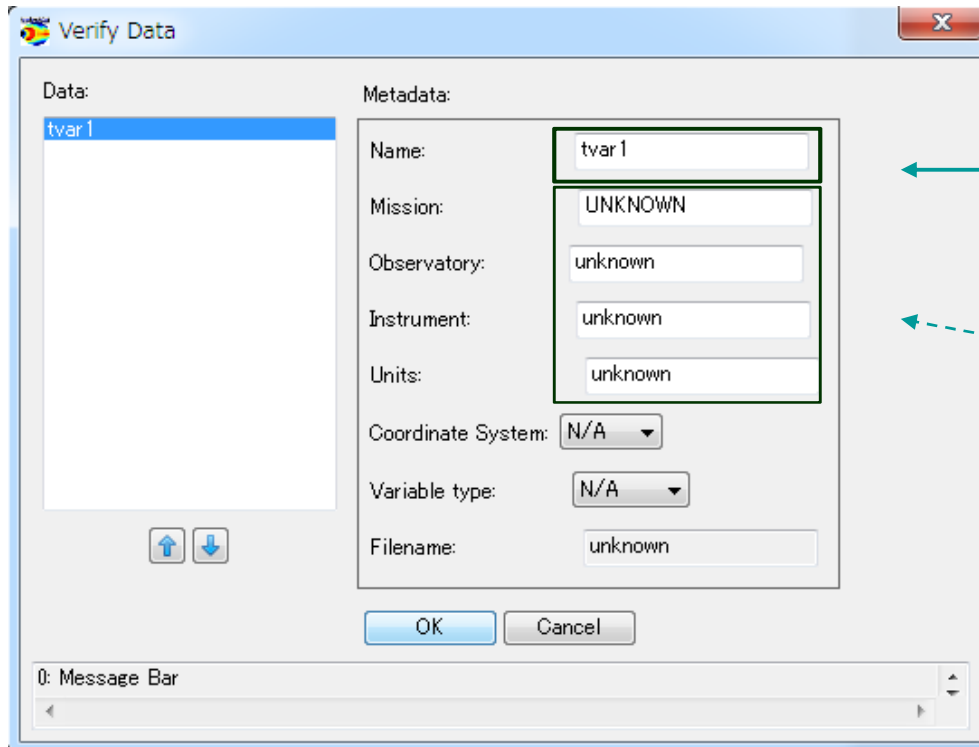 Verify Data
Data:
tvar1
Metadata:
Name: tvar1
Mission: UNKNOWN
Observatory: unknown
Instrument: unknown
Units: unknown
Coordinate System: N/A
Variable type: N/A
Filename: unknown
OK Cancel
0: Message Bar